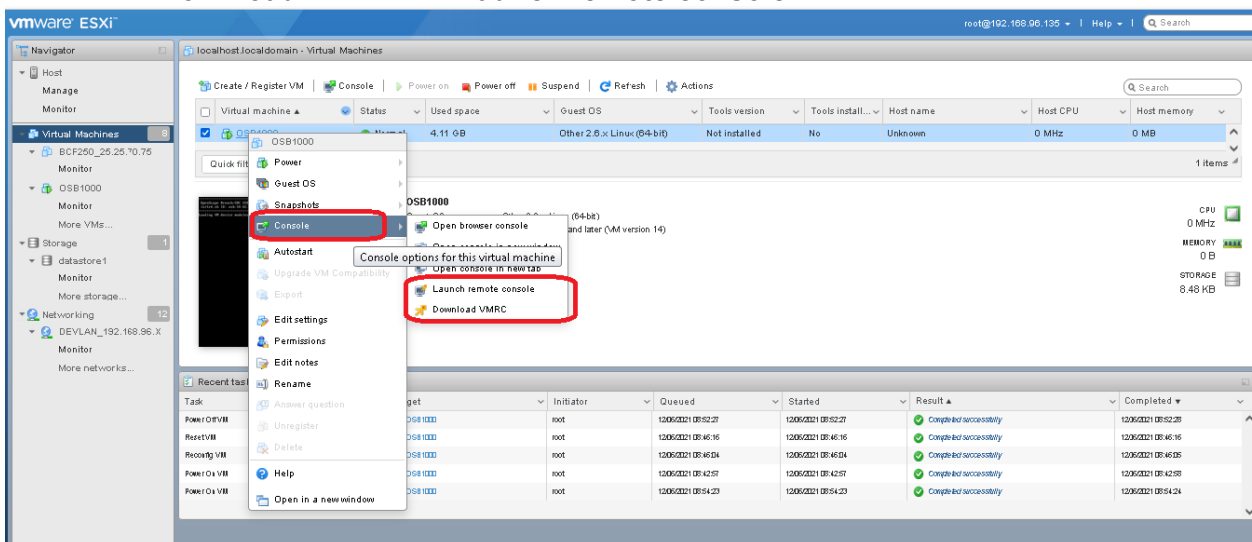 vmware ESXi™
root@192.168.96.135 | Help | Search
Navigator
localhost.localdomain - Virtual Machines
Host
Manage
Monitor
Virtual Machines 8
BCF250_25.25.70.75
Monitor
OSB1000
Monitor
More VMs...
Storage 1
datastore1
Monitor
More storage...
Networking 12
DEVLAN_192.168.96.X
Monitor
More networks...
Create / Register VM | Console | Power on Power off Suspend | Refresh | Actions
Search
Virtual machine Status Used space Guest OS Tools version Tools install... Host name Host CPU Host memory
OSB1000 Normal 4.11 GB Other 2.6.x Linux (64-bit) Not installed No Unknown 0 MHz 0 MB
Quick filt
1 items
OSB1000
(64-bit)
and later (VM version 14)
CPU
0 MHz
MEMORY
0 B
STORAGE
8.48 KB
OSB1000
Power
Guest OS
Snapshots
Console
Autostart
Upgrade VM Compatibility
Export
Edit settings
Permissions
Edit notes
Rename
Answer question
Unregister
Delete
Help
Open in a new window
Open browser console
Open console in new window
Open console in new tab
Launch remote console
Download VMRC
Console options for this virtual machine
Recent tas
Task get Initiator Queued Started Result Completed
Power Off VM OSB1000 root 12/06/2021 08:52:27 12/06/2021 08:52:27 Completed successfully 12/06/2021 08:52:28
Reset VM OSB1000 root 12/06/2021 08:46:16 12/06/2021 08:46:16 Completed successfully 12/06/2021 08:46:16
Reconfig VM OSB1000 root 12/06/2021 08:46:04 12/06/2021 08:46:04 Completed successfully 12/06/2021 08:46:05
Power On VM OSB1000 root 12/06/2021 08:42:57 12/06/2021 08:42:57 Completed successfully 12/06/2021 08:42:58
Power On VM OSB1000 root 12/06/2021 08:54:23 12/06/2021 08:54:23 Completed successfully 12/06/2021 08:54:24